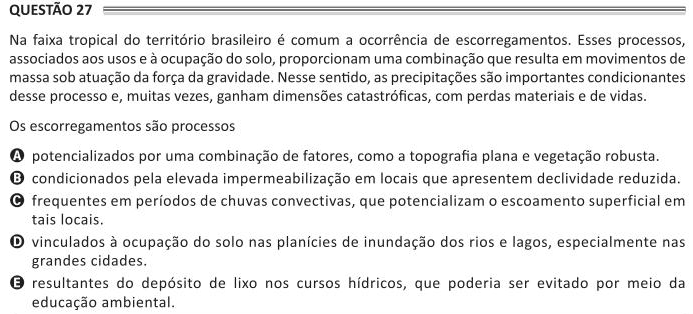 QUESTÃO 27
Na faixa tropical do território brasileiro é comum a ocorrência de escorregamentos. Esses processos,
associados aos usos e à ocupação do solo, proporcionam uma combinação que resulta em movimentos de
massa sob atuação da força da gravidade. Nesse sentido, as precipitações são importantes condicionantes
desse processo e, muitas vezes, ganham dimensões catastróficas, com perdas materiais e de vidas.
Os escorregamentos são processos
A potencializados por uma combinação de fatores, como a topografia plana e vegetação robusta.
B condicionados pela elevada impermeabilização em locais que apresentem declividade reduzida.
C frequentes em períodos de chuvas convectivas, que potencializam o escoamento superficial em
tais locais.
D vinculados à ocupação do solo nas planícies de inundação dos rios e lagos, especialmente nas
grandes cidades.
E resultantes do depósito de lixo nos cursos hídricos, que poderia ser evitado por meio da
educação ambiental.